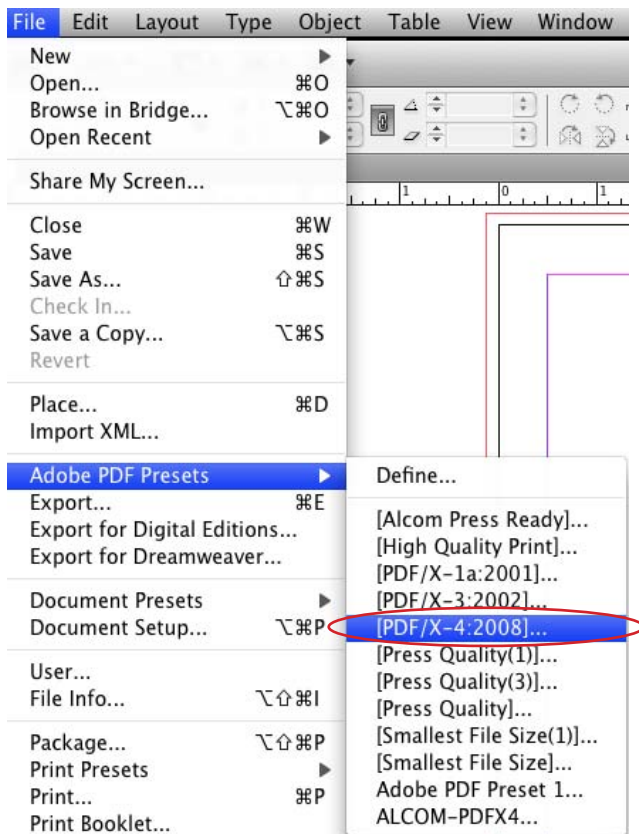 File Edit Layout Type Object Table View Window
New
Open... ⌘O
Browse in Bridge... ⌥⌘O
Open Recent
Share My Screen...
1 0 1
Close ⌘W
Save ⌘S
Save As... ⇧⌘S
Check In...
Save a Copy... ⌥⌘S
Revert
Place... ⌘D
Import XML...
Adobe PDF Presets
Export... ⌘E
Export for Digital Editions...
Export for Dreamweaver...
Document Presets
Document Setup... ⌥⌘P
User...
File Info... ⌥⇧⌘I
Package... ⌥⇧⌘P
Print Presets
Print... ⌘P
Print Booklet...
Define...
[Alcom Press Ready]...
[High Quality Print]...
[PDF/X-1a:2001]...
[PDF/X-3:2002]...
[PDF/X-4:2008]...
[Press Quality(1)]...
[Press Quality(3)]...
[Press Quality]...
[Smallest File Size(1)]...
[Smallest File Size]...
Adobe PDF Preset 1...
ALCOM-PDFX4...